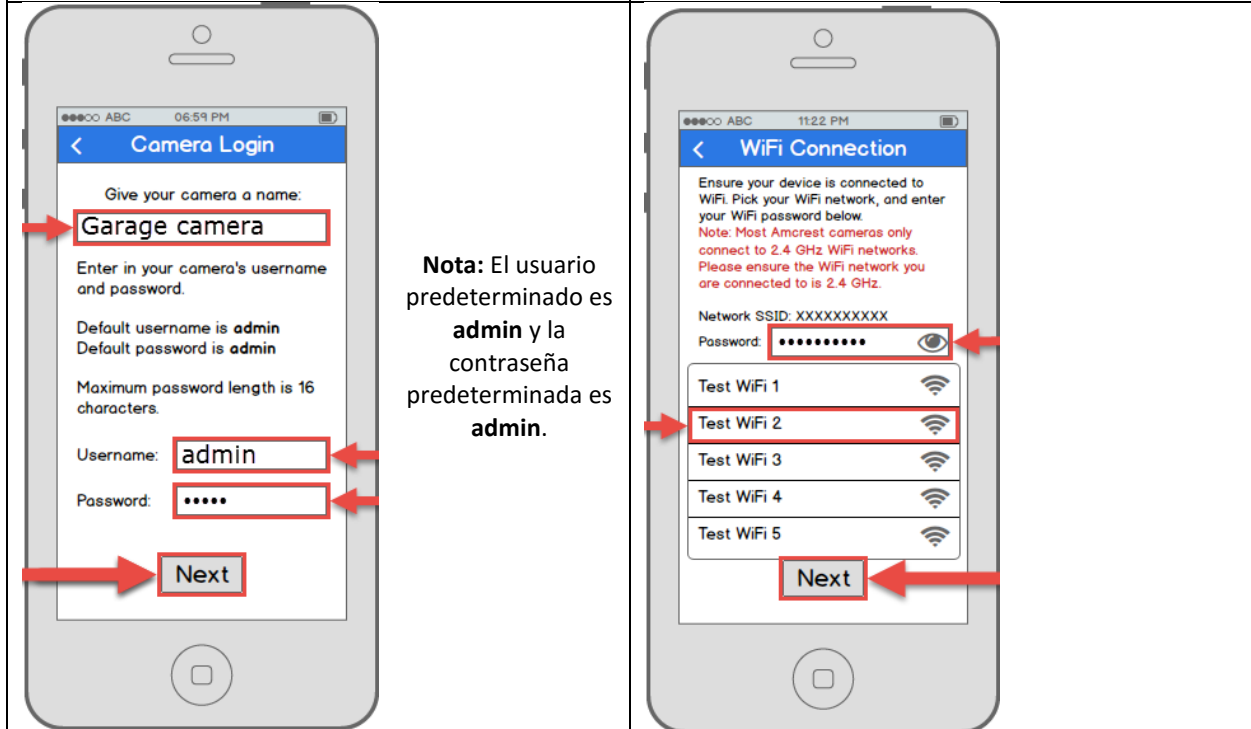 ABC 06:59 PM
< Camera Login
Give your camera a name:
Garage camera
Enter in your camera's username
and password.
Default username is admin
Default password is admin
Maximum password length is 16
characters.
Username: admin
Password: •••••
Next
Nota: El usuario
predeterminado es
admin y la
contraseña
predeterminada es
admin.
ABC 11:22 PM
< WiFi Connection
Ensure your device is connected to
WiFi. Pick your WiFi network, and enter
your WiFi password below.
Note: Most Amcrest cameras only
connect to 2.4 GHz WiFi networks.
Please ensure the WiFi network you
are connected to is 2.4 GHz.
Network SSID: XXXXXXXXXX
Password: ••••••••••
Test WiFi 1
Test WiFi 2
Test WiFi 3
Test WiFi 4
Test WiFi 5
Next